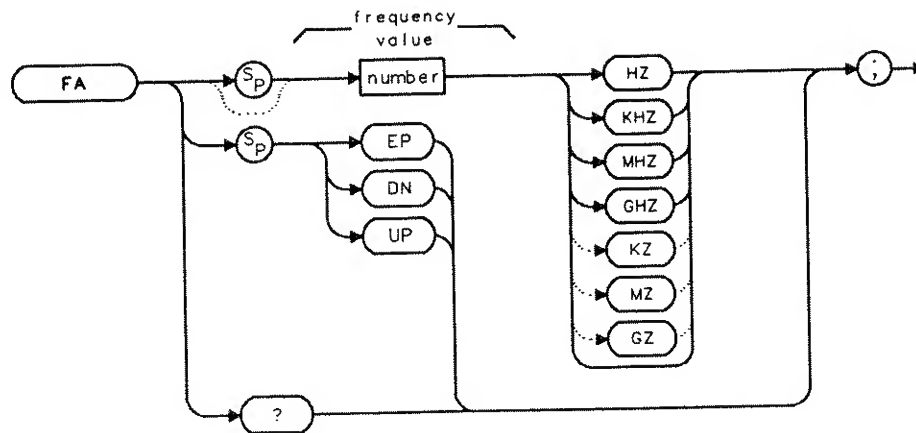 frequency
value
FA
SP
number
HZ
;
KHZ
SP
EP
MHZ
DN
GHZ
UP
KZ
MZ
GZ
?